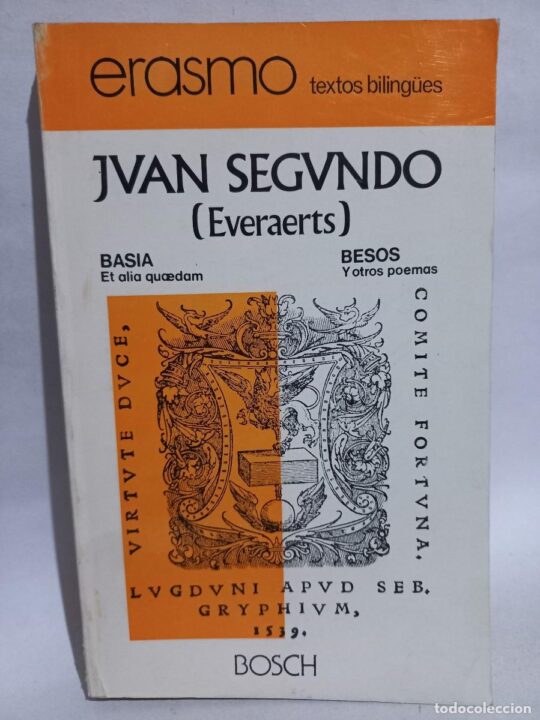 erasmo textos bilingües
JVAN SEGVNDO
(Everaerts)
BASIA
Et alia quædam
BESOS
Y otros poemas
VIRTVTE DVCE,
COMITE FORTVNA.
LVGDVNI APVD SEB.
GRYPHIVM,
1539.
BOSCH
todocoleccion